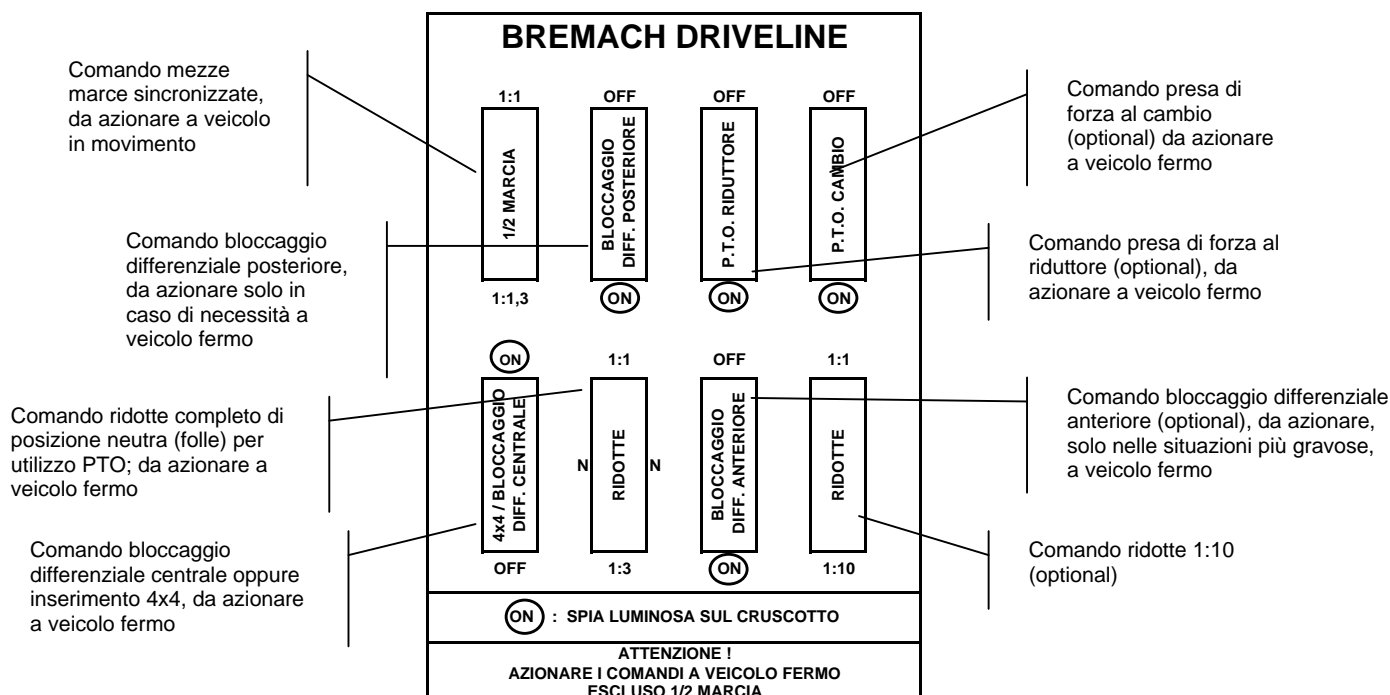 BREMACH DRIVELINE
Comando mezze
marce sincronizzate,
da azionare a veicolo
in movimento
Comando bloccaggio
differenziale posteriore,
da azionare solo in
caso di necessità a
veicolo fermo
Comando ridotte completo di
posizione neutra (folle) per
utilizzo PTO; da azionare a
veicolo fermo
Comando bloccaggio
differenziale centrale oppure
inserimento 4x4, da azionare
a veicolo fermo
1:1
1/2 MARCIA
1:1,3
OFF
BLOCCAGGIO
DIFF. POSTERIORE
ON
OFF
P.T.O. RIDUTTORE
ON
OFF
P.T.O. CAMBIO
ON
ON
4x4 / BLOCCAGGIO
DIFF. CENTRALE
OFF
1:1
N
RIDOTTE
N
1:3
OFF
BLOCCAGGIO
DIFF. ANTERIORE
ON
1:1
RIDOTTE
1:10
Comando presa di
forza al cambio
(optional) da azionare
a veicolo fermo
Comando presa di forza al
riduttore (optional), da
azionare a veicolo fermo
Comando bloccaggio differenziale
anteriore (optional), da azionare,
solo nelle situazioni più gravose,
a veicolo fermo
Comando ridotte 1:10
(optional)
ON : SPIA LUMINOSA SUL CRUSCOTTO
ATTENZIONE !
AZIONARE I COMANDI A VEICOLO FERMO
ESCLUSO 1/2 MARCIA